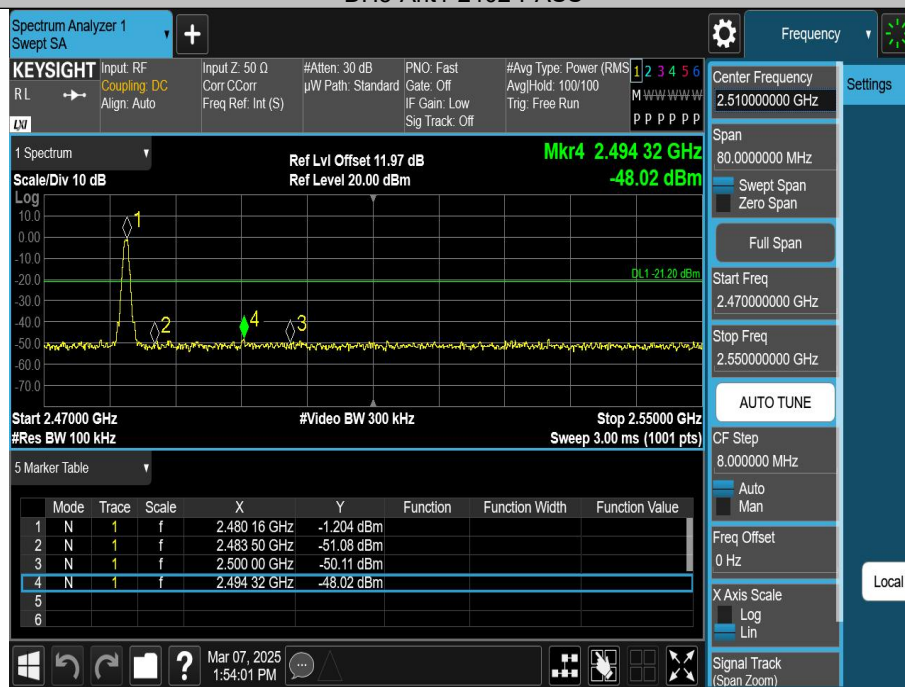 Spectrum Analyzer 1
Swept SA
+
Frequency
KEYSIGHT
RL
LXI
Input: RF
Coupling: DC
Align: Auto
Input Z: 50 Ω
Corr CCorr
Freq Ref: Int (S)
#Atten: 30 dB
µW Path: Standard
PNO: Fast
Gate: Off
IF Gain: Low
Sig Track: Off
#Avg Type: Power (RMS
Avg|Hold: 100/100
Trig: Free Run
1 2 3 4 5 6
M W W W W W
P P P P P P
1 Spectrum
Scale/Div 10 dB
Log
Ref Lvl Offset 11.97 dB
Ref Level 20.00 dBm
Mkr4 2.494 32 GHz
-48.02 dBm
10.0
0.00
-10.0
-20.0
-30.0
-40.0
-50.0
-60.0
-70.0
1
2
4
3
DL1 -21.20 dBm
Start 2.47000 GHz
#Res BW 100 kHz
#Video BW 300 kHz
Stop 2.55000 GHz
Sweep 3.00 ms (1001 pts)
5 Marker Table
Mode Trace Scale X Y Function Function Width Function Value
1 N 1 f 2.480 16 GHz -1.204 dBm
2 N 1 f 2.483 50 GHz -51.08 dBm
3 N 1 f 2.500 00 GHz -50.11 dBm
4 N 1 f 2.494 32 GHz -48.02 dBm
5
6
?
Mar 07, 2025
1:54:01 PM
Center Frequency
2.510000000 GHz
Settings
Span
80.0000000 MHz
Swept Span
Zero Span
Full Span
Start Freq
2.470000000 GHz
Stop Freq
2.550000000 GHz
AUTO TUNE
CF Step
8.000000 MHz
Auto
Man
Freq Offset
0 Hz
Local
X Axis Scale
Log
Lin
Signal Track
(Span Zoom)